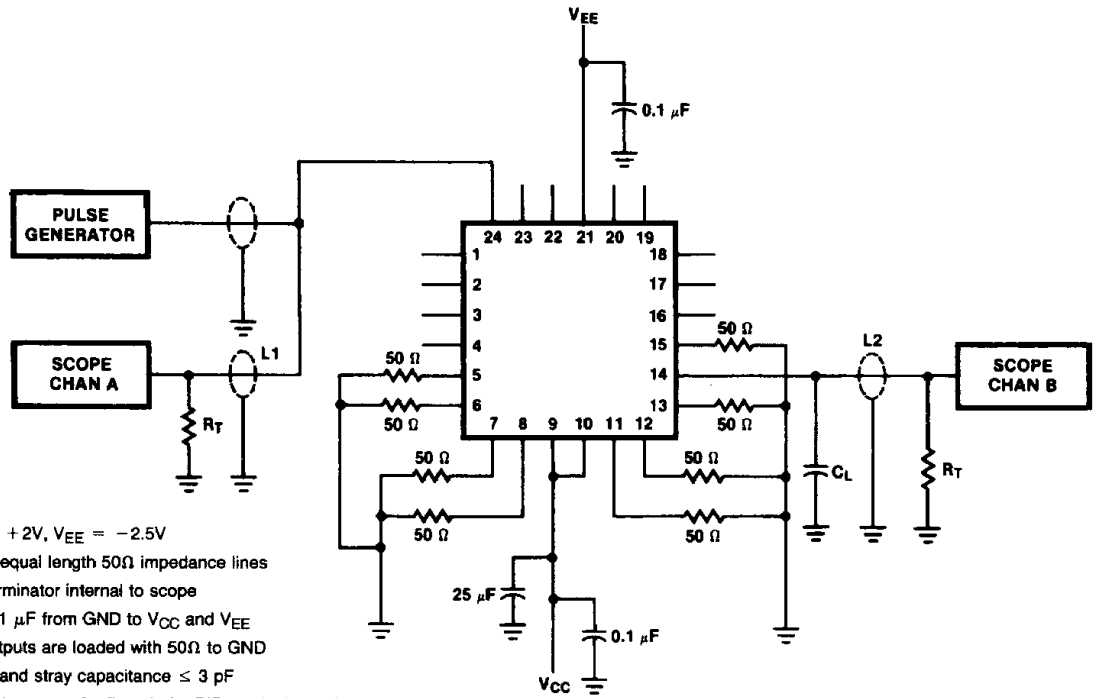 VEE
0.1 μF
PULSE
GENERATOR
24 23 22 21 20 19
1
2
3
4
5
6
18
17
16
15
14
13
7 8 9 10 11 12
SCOPE
CHAN A
L1
RT
50 Ω
50 Ω
50 Ω
50 Ω
50 Ω
50 Ω
50 Ω
50 Ω
L2
SCOPE
CHAN B
CL
RT
25 μF
0.1 μF
VCC
+ 2V, VEE = −2.5V
equal length 50Ω impedance lines
internal to scope
1 μF from GND to VCC and VEE
are loaded with 50Ω to GND
and stray capacitance ≤ 3 pF